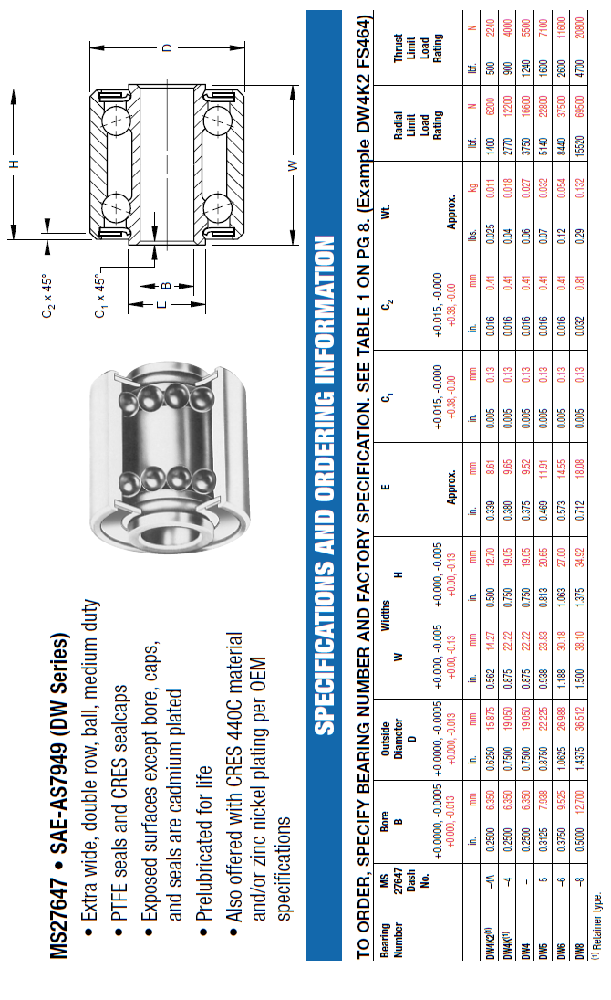 MS27647 • SAE-AS7949 (DW Series)
• Extra wide, double row, ball, medium duty
• PTFE seals and CRES sealcaps
• Exposed surfaces except bore, caps,
and seals are cadmium plated
• Prelubricated for life
• Also offered with CRES 440C material
and/or zinc nickel plating per OEM
specifications
C₂ x 45°
H
C₁ x 45°
E
B
D
W
SPECIFICATIONS AND ORDERING INFORMATION
TO ORDER, SPECIFY BEARING NUMBER AND FACTORY SPECIFICATION. SEE TABLE 1 ON PG 8. (Example DW4K2 FS464)
Bearing Number | MS 27647 Dash No. | Bore B | Outside Diameter D | Widths W | Widths H | E | C₁ | C₂ | Wt. | Radial Limit Load Rating | Thrust Limit Load Rating
+0.0000, -0.0005 | +0.0000, -0.0005 | +0.000, -0.005 | +0.000, -0.005 | Approx. | +0.015, -0.000 | +0.015, -0.000 | Approx.
+0.000, -0.013 | +0.000, -0.013 | +0.00, -0.13 | +0.00, -0.13 | +0.38, -0.00 | +0.38, -0.00
in. mm in. mm in. mm in. mm in. mm in. mm in. mm lbs. kg lbf. N lbf. N
DW4K2(1) –4A 0.2500 6.350 0.6250 15.875 0.562 14.27 0.500 12.70 0.339 8.61 0.005 0.13 0.016 0.41 0.025 0.011 1400 6200 500 2240
DW4K(1) –4 0.2500 6.350 0.7500 19.050 0.875 22.22 0.750 19.05 0.380 9.65 0.005 0.13 0.016 0.41 0.04 0.018 2770 12200 900 4000
DW4 – 0.2500 6.350 0.7500 19.050 0.875 22.22 0.750 19.05 0.375 9.52 0.005 0.13 0.016 0.41 0.06 0.027 3750 16600 1240 5500
DW5 –5 0.3125 7.938 0.8750 22.225 0.938 23.83 0.813 20.65 0.469 11.91 0.005 0.13 0.016 0.41 0.07 0.032 5140 22800 1600 7100
DW6 –6 0.3750 9.525 1.0625 26.988 1.188 30.18 1.063 27.00 0.573 14.55 0.005 0.13 0.016 0.41 0.12 0.054 8440 37500 2600 11600
DW8 –8 0.5000 12.700 1.4375 36.512 1.500 38.10 1.375 34.92 0.712 18.08 0.005 0.13 0.032 0.81 0.29 0.132 15520 69500 4700 20800
(1) Retainer type.